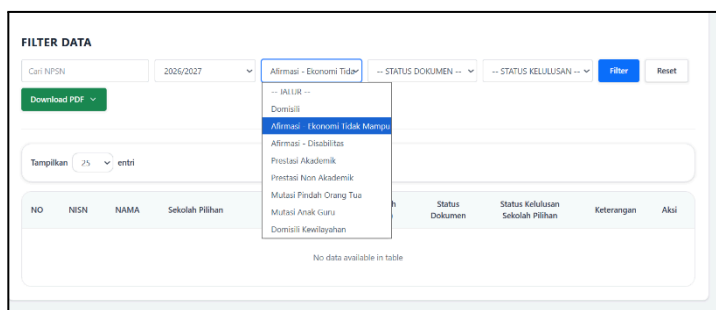 FILTER DATA
Cari NPSN
2026/2027
Afirmasi - Ekonomi Tida
-- STATUS DOKUMEN --
-- STATUS KELULUSAN --
Filter
Reset
Download PDF
-- JALUR --
Domisili
Afirmasi - Ekonomi Tidak Mampu
Afirmasi - Disabilitas
Prestasi Akademik
Prestasi Non Akademik
Mutasi Pindah Orang Tua
Mutasi Anak Guru
Domisili Kewilayahan
Tampilkan 25 entri
NO
NISN
NAMA
Sekolah Pilihan
Status Dokumen
Status Kelulusan Sekolah Pilihan
Keterangan
Aksi
No data available in table